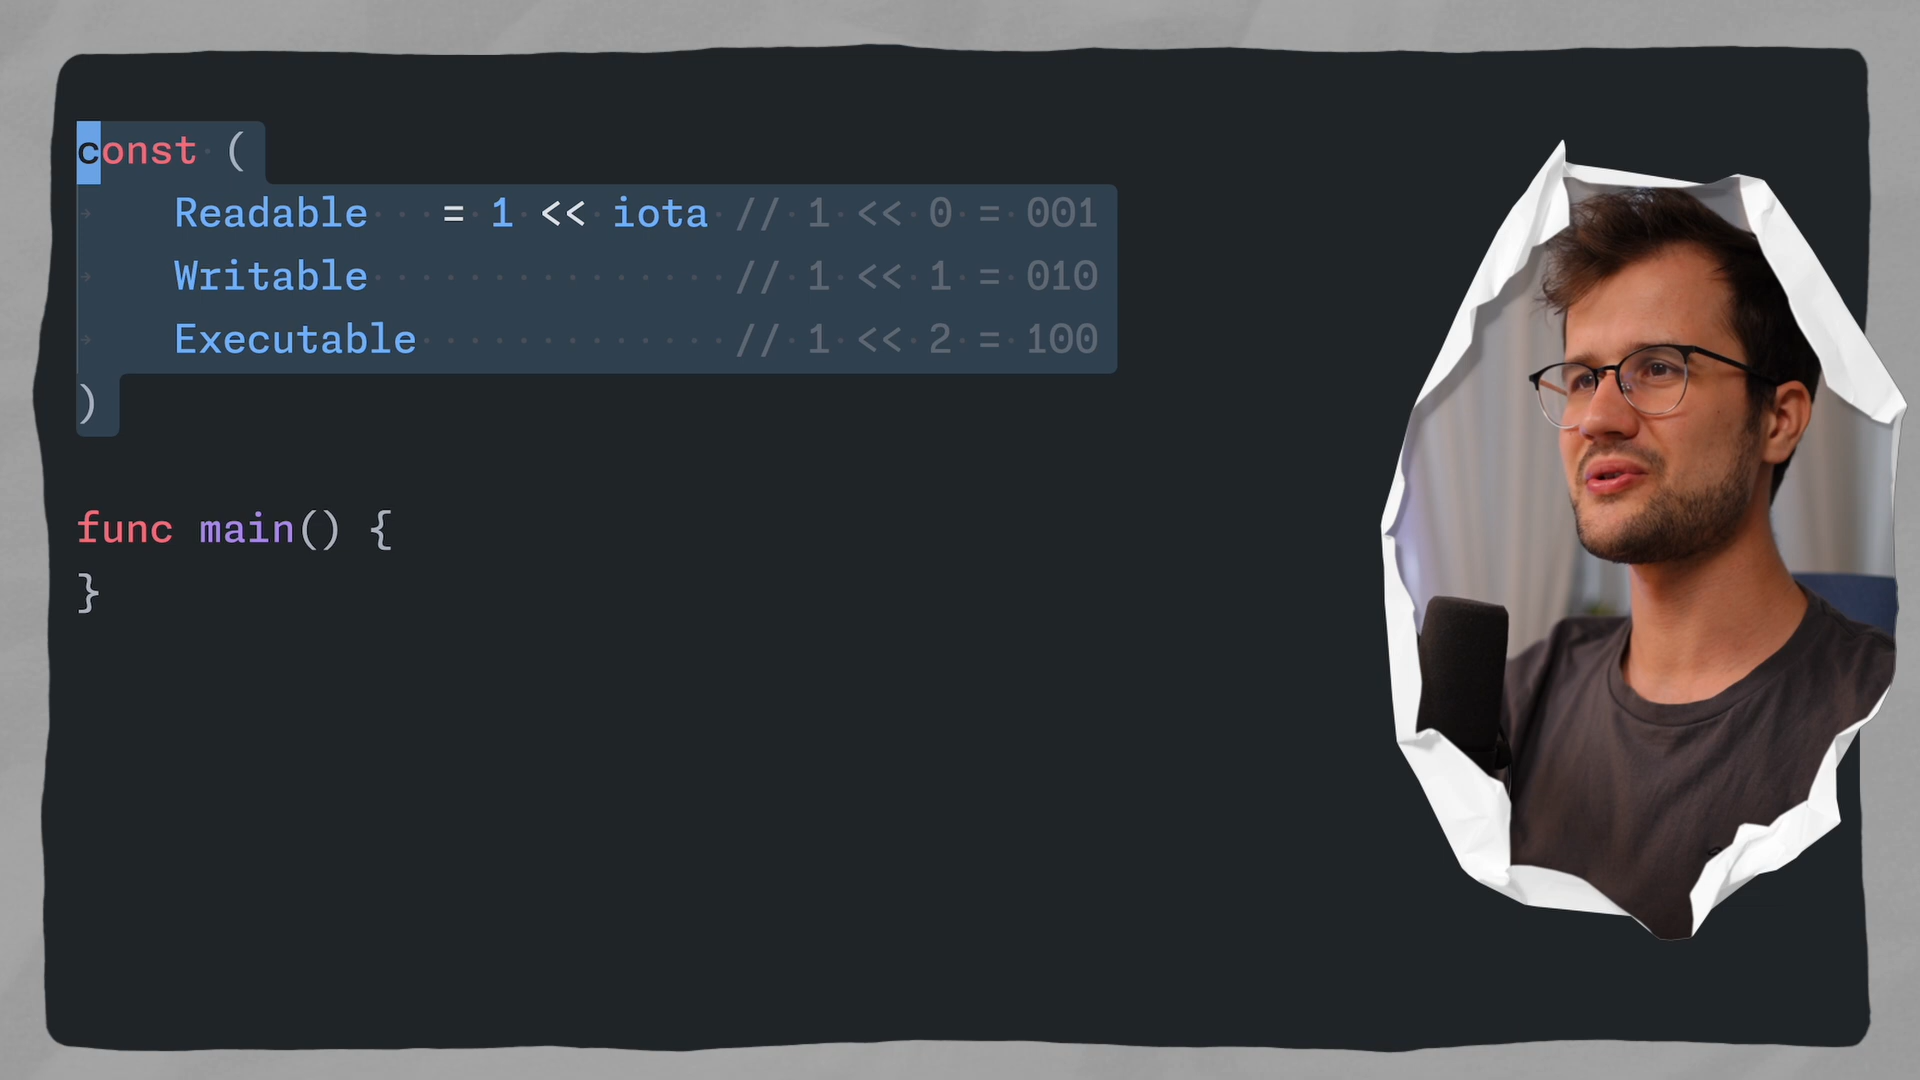 const (
Readable = 1 << iota // 1 << 0 = 001
Writable // 1 << 1 = 010
Executable // 1 << 2 = 100
)
func main() {
}